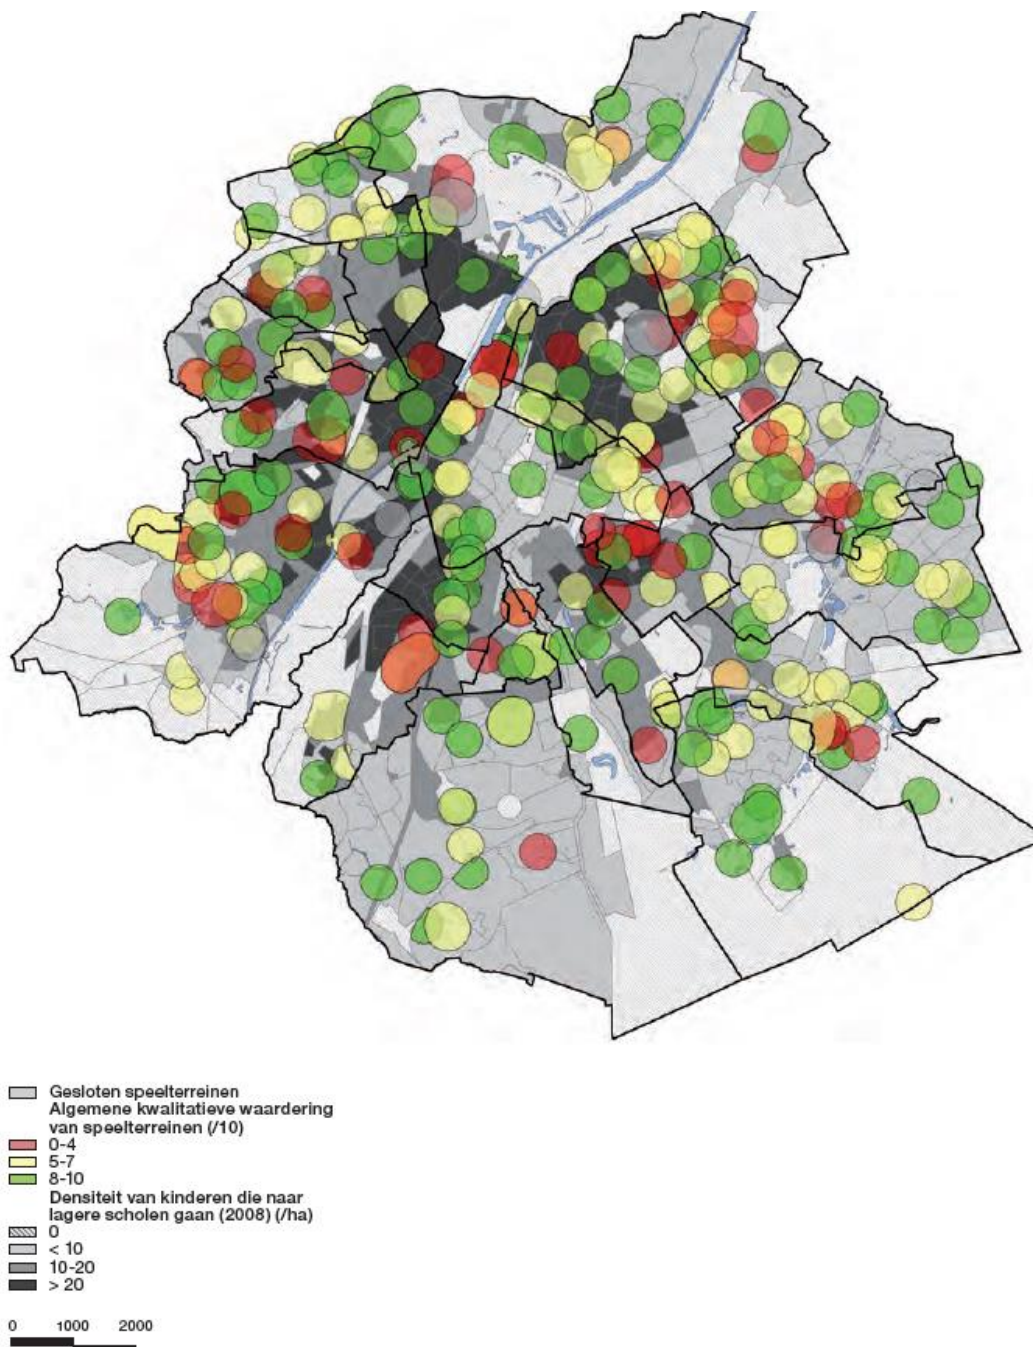 Gesloten speelterreinen
Algemene kwalitatieve waardering
van speelterreinen (/10)
0-4
5-7
8-10
Densiteit van kinderen die naar
lagere scholen gaan (2008) (/ha)
0
< 10
10-20
> 20
0 1000 2000